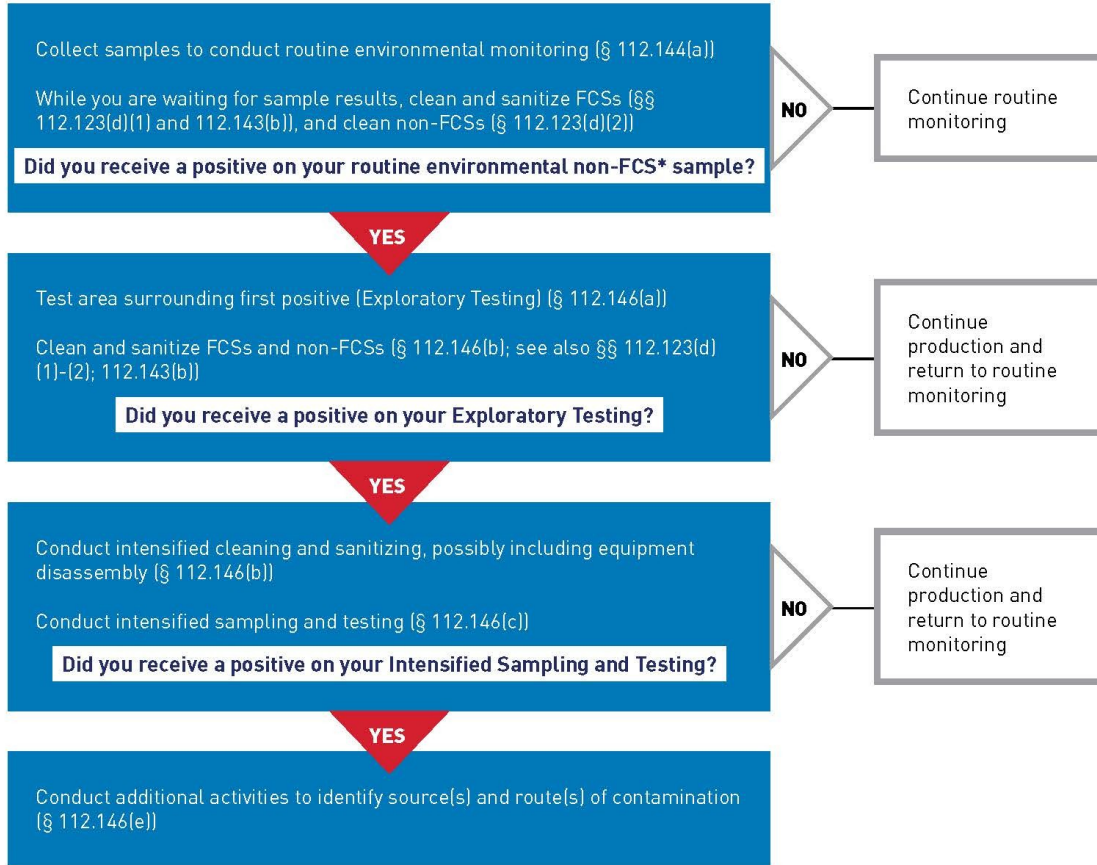 Collect samples to conduct routine environmental monitoring (§ 112.144(a))
While you are waiting for sample results, clean and sanitize FCSs (§§
112.123(d)(1) and 112.143(b)), and clean non-FCSs (§ 112.123(d)(2))
Did you receive a positive on your routine environmental non-FCS* sample?
NO
Continue routine
monitoring
YES
Test area surrounding first positive (Exploratory Testing) (§ 112.146(a))
Clean and sanitize FCSs and non-FCSs (§ 112.146(b); see also §§ 112.123(d)
(1)-(2); 112.143(b))
Did you receive a positive on your Exploratory Testing?
NO
Continue
production and
return to routine
monitoring
YES
Conduct intensified cleaning and sanitizing, possibly including equipment
disassembly (§ 112.146(b))
Conduct intensified sampling and testing (§ 112.146(c))
Did you receive a positive on your Intensified Sampling and Testing?
NO
Continue
production and
return to routine
monitoring
YES
Conduct additional activities to identify source(s) and route(s) of contamination
(§ 112.146(e))